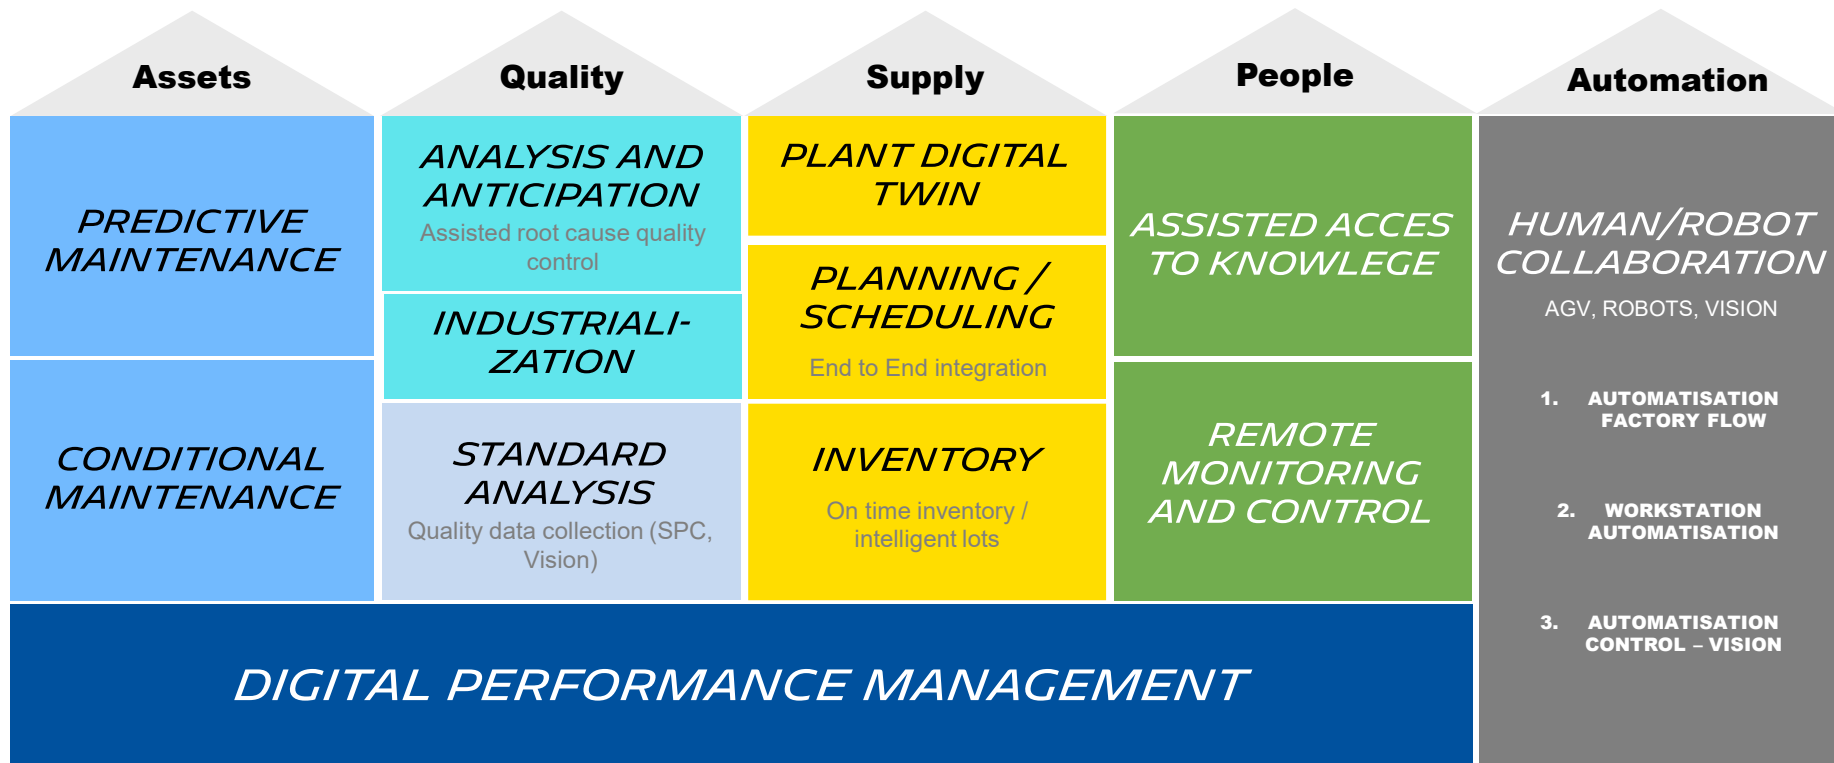 Assets
PREDICTIVE
MAINTENANCE
CONDITIONAL
MAINTENANCE
Quality
ANALYSIS AND
ANTICIPATION
Assisted root cause quality
control
INDUSTRIALI-
ZATION
STANDARD
ANALYSIS
Quality data collection (SPC,
Vision)
Supply
PLANT DIGITAL
TWIN
PLANNING /
SCHEDULING
End to End integration
INVENTORY
On time inventory /
intelligent lots
People
ASSISTED ACCES
TO KNOWLEGE
REMOTE
MONITORING
AND CONTROL
Automation
HUMAN/ROBOT
COLLABORATION
AGV, ROBOTS, VISION
1. AUTOMATISATION
FACTORY FLOW
2. WORKSTATION
AUTOMATISATION
3. AUTOMATISATION
CONTROL – VISION
DIGITAL PERFORMANCE MANAGEMENT